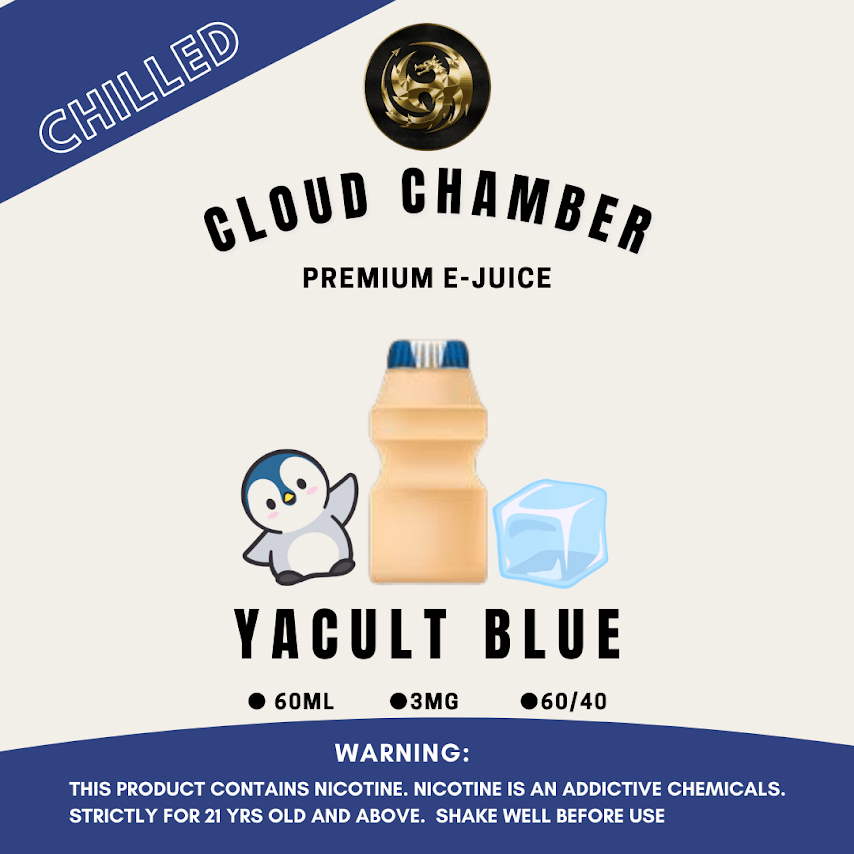 CHILLED
CLOUD CHAMBER
PREMIUM E-JUICE
YACULT BLUE
● 60ML ●3MG ●60/40
WARNING:
THIS PRODUCT CONTAINS NICOTINE. NICOTINE IS AN ADDICTIVE CHEMICALS.
STRICTLY FOR 21 YRS OLD AND ABOVE. SHAKE WELL BEFORE USE